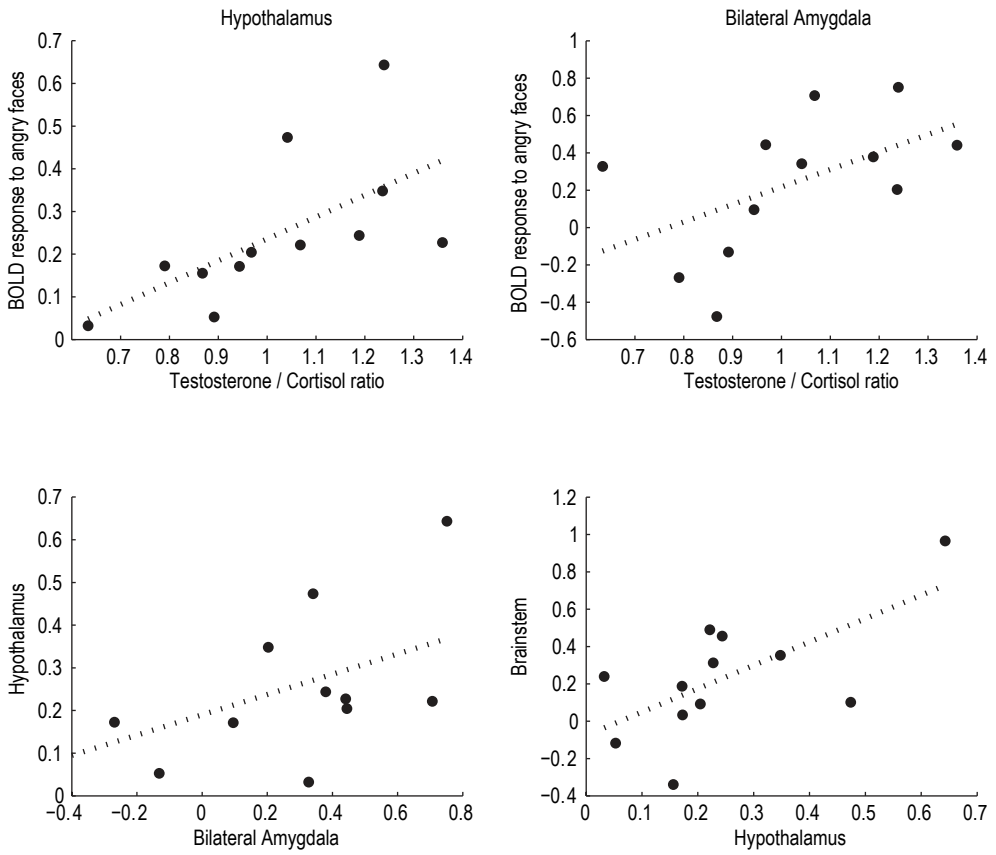 Hypothalamus
BOLD response to angry faces
0.7
0.6
0.5
0.4
0.3
0.2
0.1
0
0.7 0.8 0.9 1 1.1 1.2 1.3 1.4
Testosterone / Cortisol ratio
Bilateral Amygdala
BOLD response to angry faces
1
0.8
0.6
0.4
0.2
0
−0.2
−0.4
−0.6
0.7 0.8 0.9 1 1.1 1.2 1.3 1.4
Testosterone / Cortisol ratio
Hypothalamus
0.7
0.6
0.5
0.4
0.3
0.2
0.1
0
−0.4 −0.2 0 0.2 0.4 0.6 0.8
Bilateral Amygdala
Brainstem
1.2
1
0.8
0.6
0.4
0.2
0
−0.2
−0.4
0 0.1 0.2 0.3 0.4 0.5 0.6 0.7
Hypothalamus